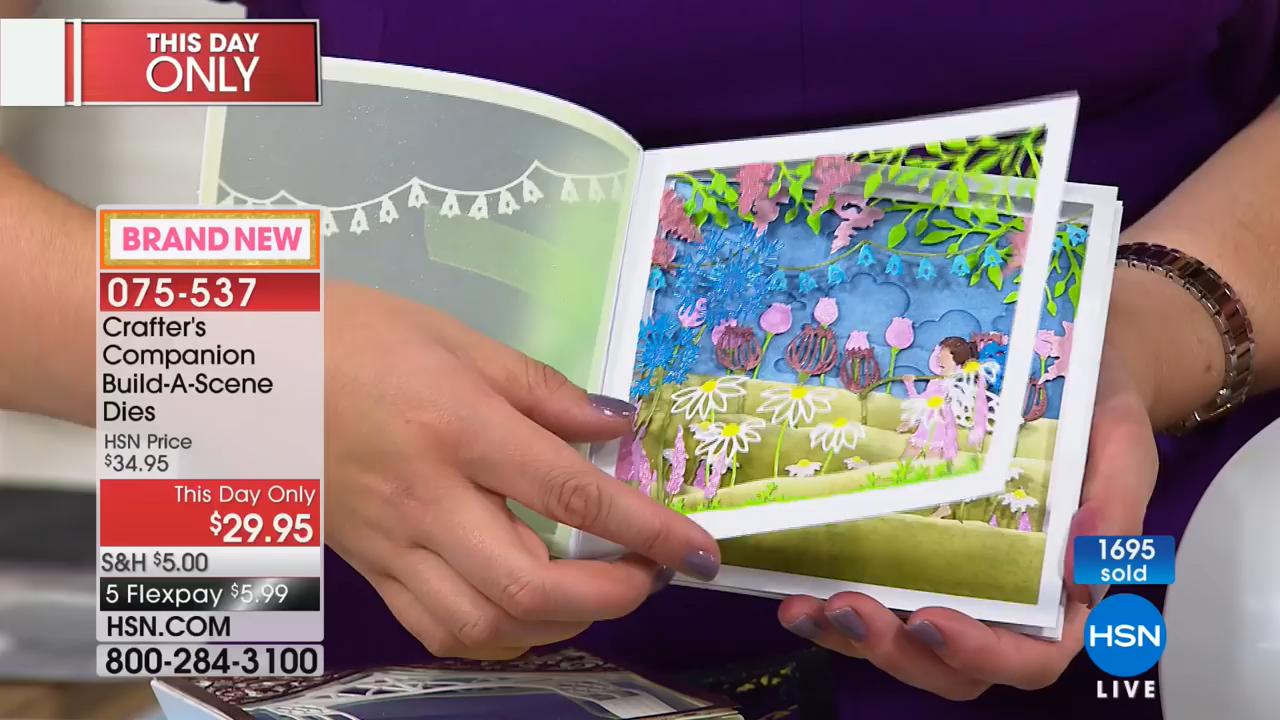 THIS DAY
ONLY
BRAND NEW
075-537
Crafter's
Companion
Build-A-Scene
Dies
HSN Price
$34.95
This Day Only
$29.95
S&H $5.00
5 Flexpay $5.99
HSN.COM
800-284-3100
1695
sold
HSN
LIVE